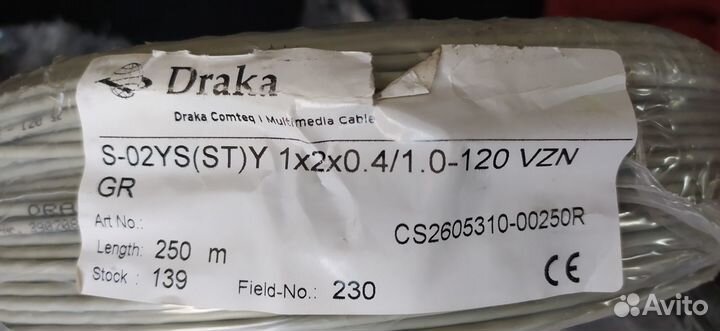 Draka
Draka Comteq | Multimedia Cable
S-02YS(ST)Y 1x2x0.4/1.0-120 VZN
GR
Art No.:
CS2605310-00250R
Length: 250 m
Stock : 139
Field-No.: 230
CE
Avito